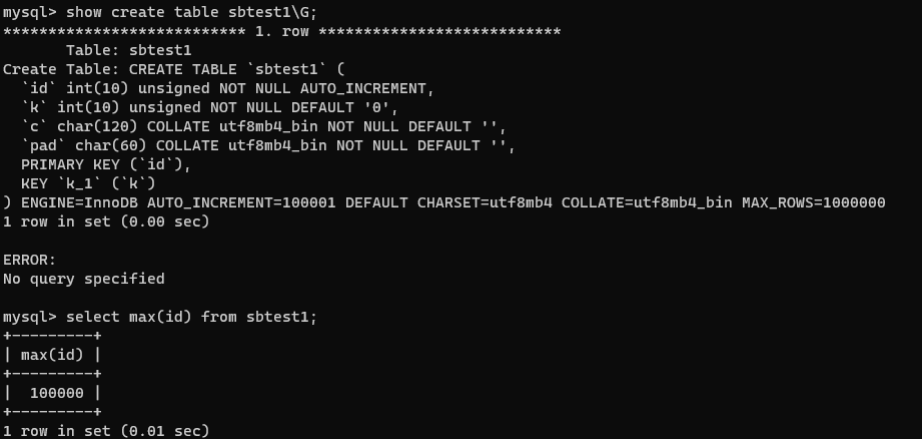 mysql> show create table sbtest1\G;
*************************** 1. row ***************************
       Table: sbtest1
Create Table: CREATE TABLE `sbtest1` (
  `id` int(10) unsigned NOT NULL AUTO_INCREMENT,
  `k` int(10) unsigned NOT NULL DEFAULT '0',
  `c` char(120) COLLATE utf8mb4_bin NOT NULL DEFAULT '',
  `pad` char(60) COLLATE utf8mb4_bin NOT NULL DEFAULT '',
  PRIMARY KEY (`id`),
  KEY `k_1` (`k`)
) ENGINE=InnoDB AUTO_INCREMENT=100001 DEFAULT CHARSET=utf8mb4 COLLATE=utf8mb4_bin MAX_ROWS=1000000
1 row in set (0.00 sec)

ERROR:
No query specified

mysql> select max(id) from sbtest1;
+---------+
| max(id) |
+---------+
|  100000 |
+---------+
1 row in set (0.01 sec)